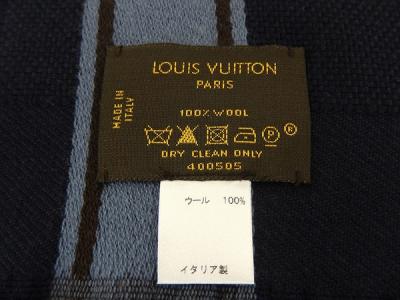 LOUIS VUITTON
PARIS
MADE IN
ITALY
100% WOOL
P ®
DRY CLEAN ONLY
400505
ウール 100%
イタリア製